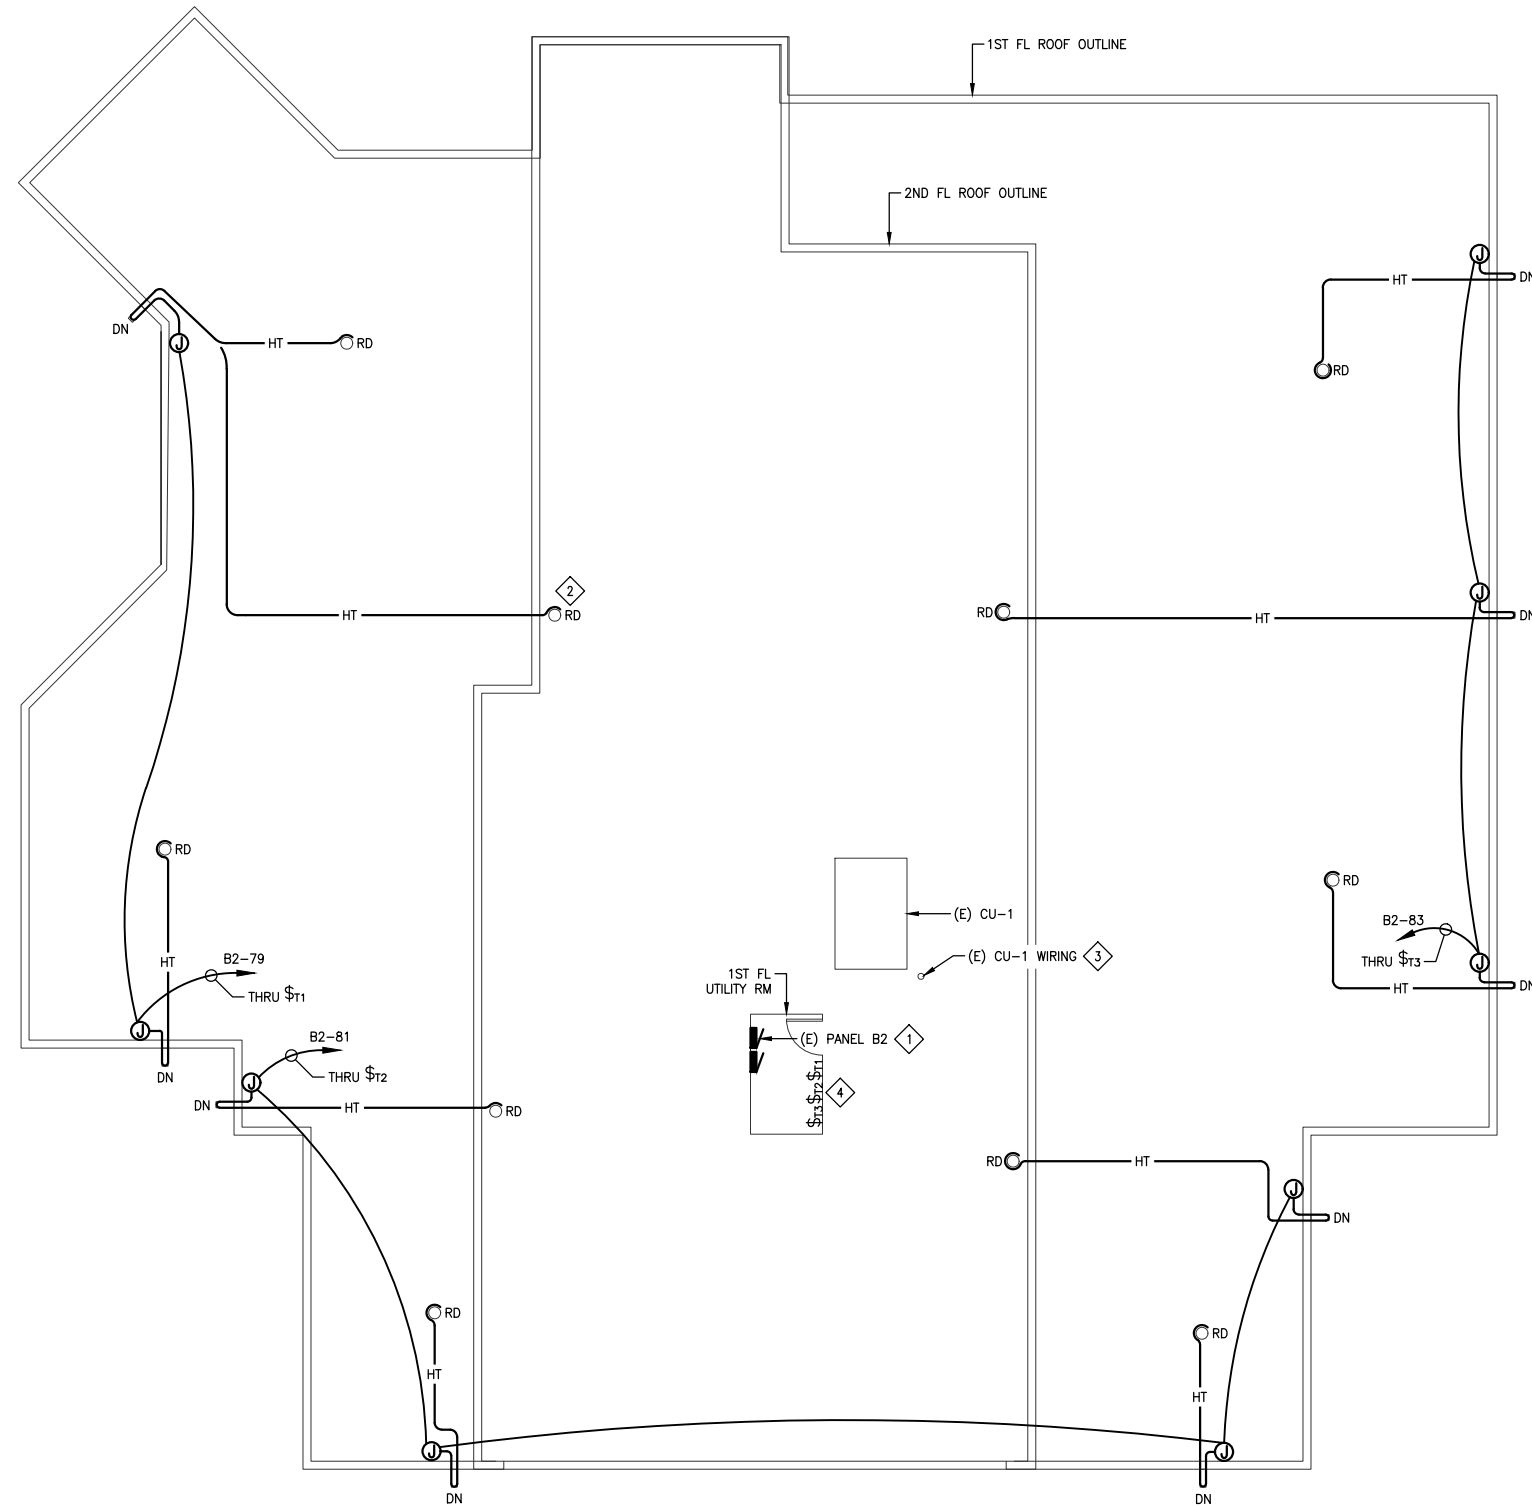 1ST FL ROOF OUTLINE
2ND FL ROOF OUTLINE
J
DN
HT
DN
J
HT
RD
RD
2
HT
RD
RD
HT
J
DN
RD
RD
B2-83
THRU $T3
J
HT
DN
(E) CU-1
(E) CU-1 WIRING
3
HT
B2-79
THRU $T1
J
DN
1ST FL
UTILITY RM
(E) PANEL B2
1
$T1
$T2
$T3
4
B2-81
THRU $T2
J
DN
HT
RD
RD
HT
J
DN
RD
HT
J
DN
RD
HT
J
DN